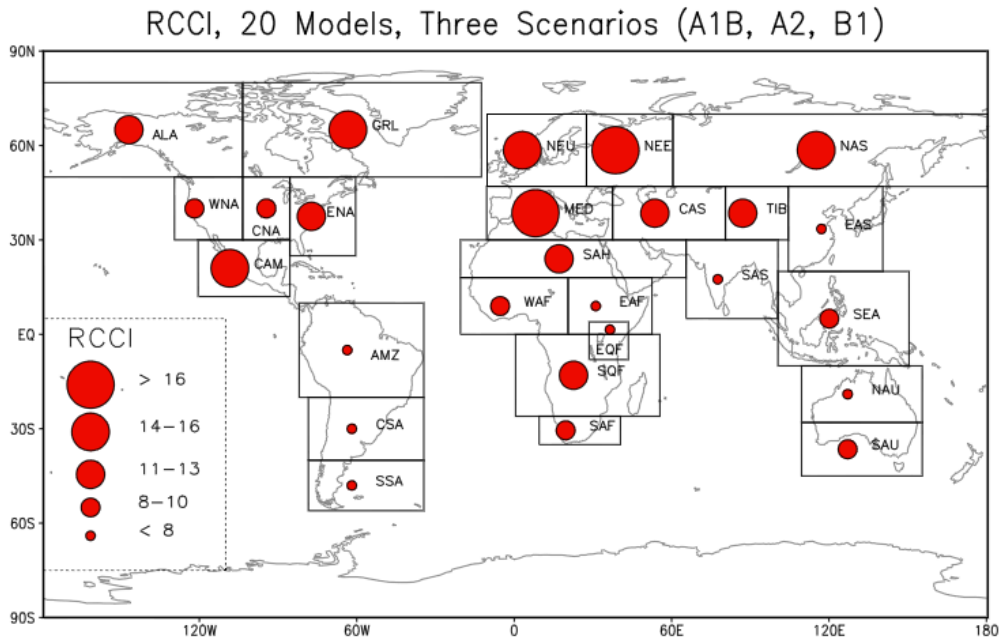 RCCI, 20 Models, Three Scenarios (A1B, A2, B1)
90N
60N
30N
EQ
30S
60S
90S
ALA
GRL
NEU
NEE
NAS
WNA
CNA
ENA
MED
CAS
TIB
EAS
CAM
SAH
SAS
WAF
EAF
SEA
EQF
AMZ
SQF
NAU
CSA
SAF
SAU
SSA
RCCI
> 16
14-16
11-13
8-10
< 8
120W
60W
0
60E
120E
180